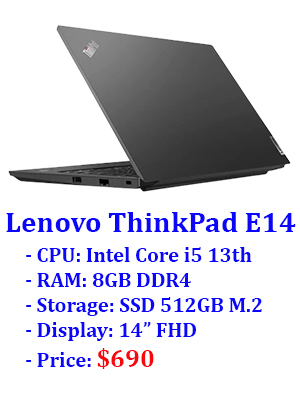 Lenovo ThinkPad E14
- CPU: Intel Core i5 13th
- RAM: 8GB DDR4
- Storage: SSD 512GB M.2
- Display: 14” FHD
- Price: $690